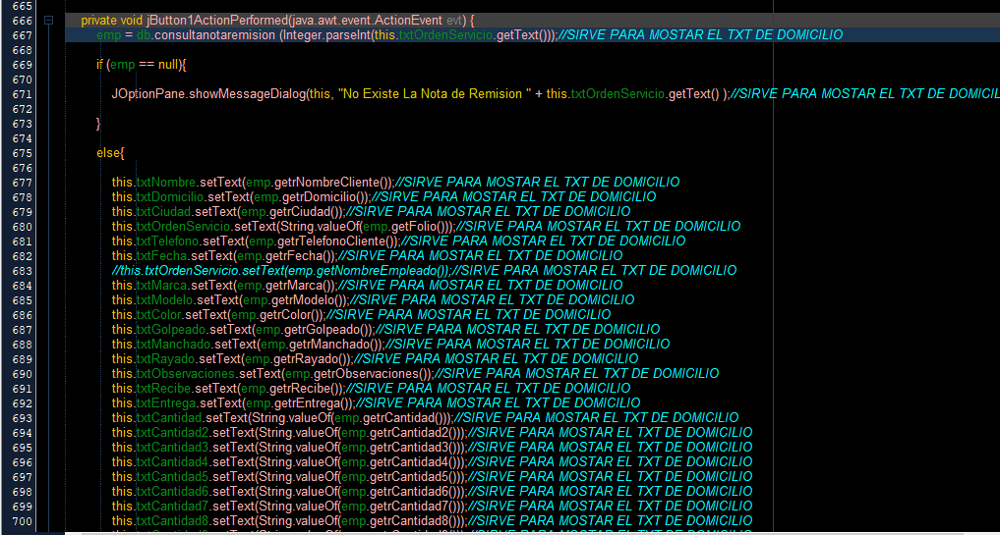 665
666 private void jButton1ActionPerformed(java.awt.event.ActionEvent evt) {
667 emp = db.consultanotaremision (Integer.parseInt(this.txtOrdenServicio.getText()));//SIRVE PARA MOSTAR EL TXT DE DOMICILIO
668
669 if (emp == null){
670
671 JOptionPane.showMessageDialog(this, "No Existe La Nota de Remision " + this.txtOrdenServicio.getText() );//SIRVE PARA MOSTAR EL TXT DE DOMICIL
672
673 }
674
675 else{
676
677 this.txtNombre.setText(emp.getrNombreCliente());//SIRVE PARA MOSTAR EL TXT DE DOMICILIO
678 this.txtDomicilio.setText(emp.getrDomicilio());//SIRVE PARA MOSTAR EL TXT DE DOMICILIO
679 this.txtCiudad.setText(emp.getrCiudad());//SIRVE PARA MOSTAR EL TXT DE DOMICILIO
680 this.txtOrdenServicio.setText(String.valueOf(emp.getFolio()));//SIRVE PARA MOSTAR EL TXT DE DOMICILIO
681 this.txtTelefono.setText(emp.getrTelefonoCliente());//SIRVE PARA MOSTAR EL TXT DE DOMICILIO
682 this.txtFecha.setText(emp.getrFecha());//SIRVE PARA MOSTAR EL TXT DE DOMICILIO
683 //this.txtOrdenServicio.setText(emp.getNombreEmpleado());//SIRVE PARA MOSTAR EL TXT DE DOMICILIO
684 this.txtMarca.setText(emp.getrMarca());//SIRVE PARA MOSTAR EL TXT DE DOMICILIO
685 this.txtModelo.setText(emp.getrModelo());//SIRVE PARA MOSTAR EL TXT DE DOMICILIO
686 this.txtColor.setText(emp.getrColor());//SIRVE PARA MOSTAR EL TXT DE DOMICILIO
687 this.txtGolpeado.setText(emp.getrGolpeado());//SIRVE PARA MOSTAR EL TXT DE DOMICILIO
688 this.txtManchado.setText(emp.getrManchado());//SIRVE PARA MOSTAR EL TXT DE DOMICILIO
689 this.txtRayado.setText(emp.getrRayado());//SIRVE PARA MOSTAR EL TXT DE DOMICILIO
690 this.txtObservaciones.setText(emp.getrObservaciones());//SIRVE PARA MOSTAR EL TXT DE DOMICILIO
691 this.txtRecibe.setText(emp.getrRecibe());//SIRVE PARA MOSTAR EL TXT DE DOMICILIO
692 this.txtEntrega.setText(emp.getrEntrega());//SIRVE PARA MOSTAR EL TXT DE DOMICILIO
693 this.txtCantidad.setText(String.valueOf(emp.getrCantidad()));//SIRVE PARA MOSTAR EL TXT DE DOMICILIO
694 this.txtCantidad2.setText(String.valueOf(emp.getrCantidad2()));//SIRVE PARA MOSTAR EL TXT DE DOMICILIO
695 this.txtCantidad3.setText(String.valueOf(emp.getrCantidad3()));//SIRVE PARA MOSTAR EL TXT DE DOMICILIO
696 this.txtCantidad4.setText(String.valueOf(emp.getrCantidad4()));//SIRVE PARA MOSTAR EL TXT DE DOMICILIO
697 this.txtCantidad5.setText(String.valueOf(emp.getrCantidad5()));//SIRVE PARA MOSTAR EL TXT DE DOMICILIO
698 this.txtCantidad6.setText(String.valueOf(emp.getrCantidad6()));//SIRVE PARA MOSTAR EL TXT DE DOMICILIO
699 this.txtCantidad7.setText(String.valueOf(emp.getrCantidad7()));//SIRVE PARA MOSTAR EL TXT DE DOMICILIO
700 this.txtCantidad8.setText(String.valueOf(emp.getrCantidad8()));//SIRVE PARA MOSTAR EL TXT DE DOMICILIO